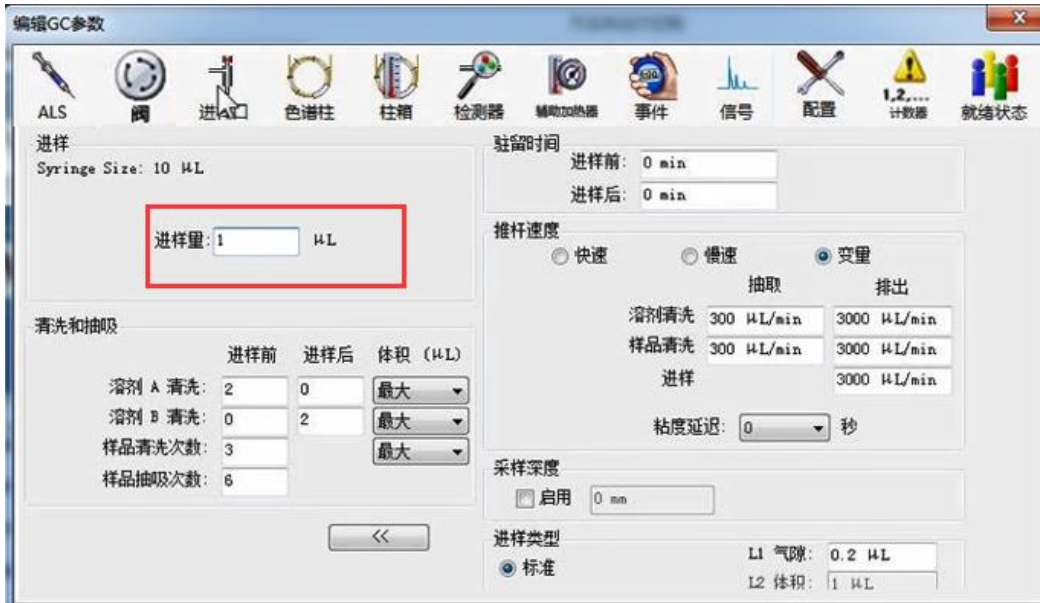 编辑GC参数
ALS 阀 进样口 色谱柱 柱箱 检测器 辅助加热器 事件 信号 配置 1,2,... 计数器 就绪状态
进样
Syringe Size: 10 μL
进样量: 1 μL
清洗和抽吸
进样前 进样后 体积 (μL)
溶剂 A 清洗: 2 0 最大
溶剂 B 清洗: 0 2 最大
样品清洗次数: 3 最大
样品抽吸次数: 6
<<
驻留时间
进样前: 0 min
进样后: 0 min
推杆速度
快速 慢速 变量
抽取 排出
溶剂清洗 300 μL/min 3000 μL/min
样品清洗 300 μL/min 3000 μL/min
进样 3000 μL/min
粘度延迟: 0 秒
采样深度
启用 0 mm
进样类型
标准 L1 气隙: 0.2 μL
L2 体积: 1 μL